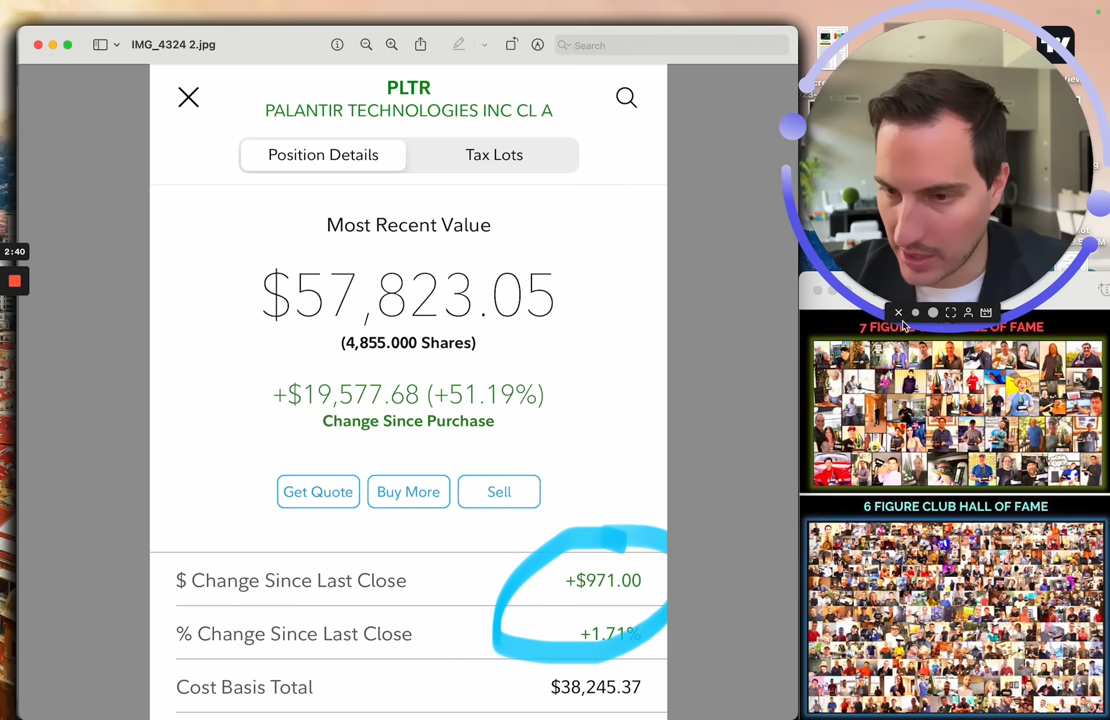 IMG_4324 2.jpg
Search
PLTR
PALANTIR TECHNOLOGIES INC CL A
Position Details
Tax Lots
Most Recent Value
$57,823.05
(4,855.000 Shares)
+$19,577.68 (+51.19%)
Change Since Purchase
Get Quote
Buy More
Sell
$ Change Since Last Close
+$971.00
% Change Since Last Close
+1.71%
Cost Basis Total
$38,245.37
2:40
HALL OF FAME
6 FIGURE CLUB HALL OF FAME